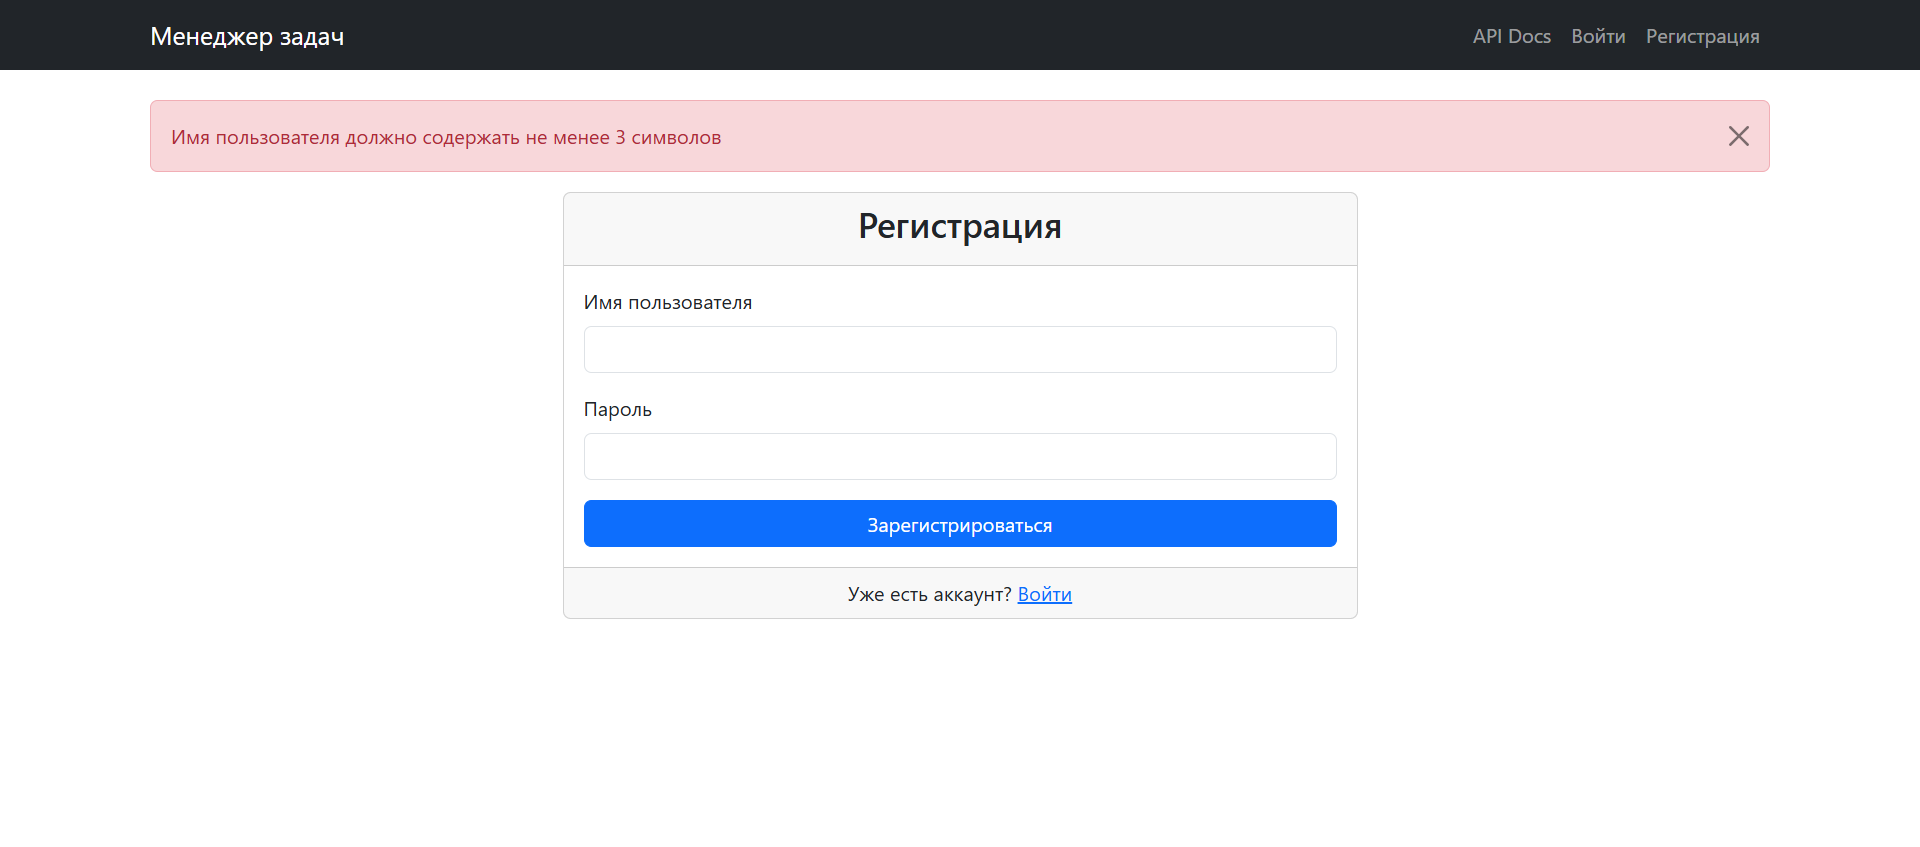 Менеджер задач
API Docs Войти Регистрация
Имя пользователя должно содержать не менее 3 символов
Регистрация
Имя пользователя
Пароль
Зарегистрироваться
Уже есть аккаунт? Войти